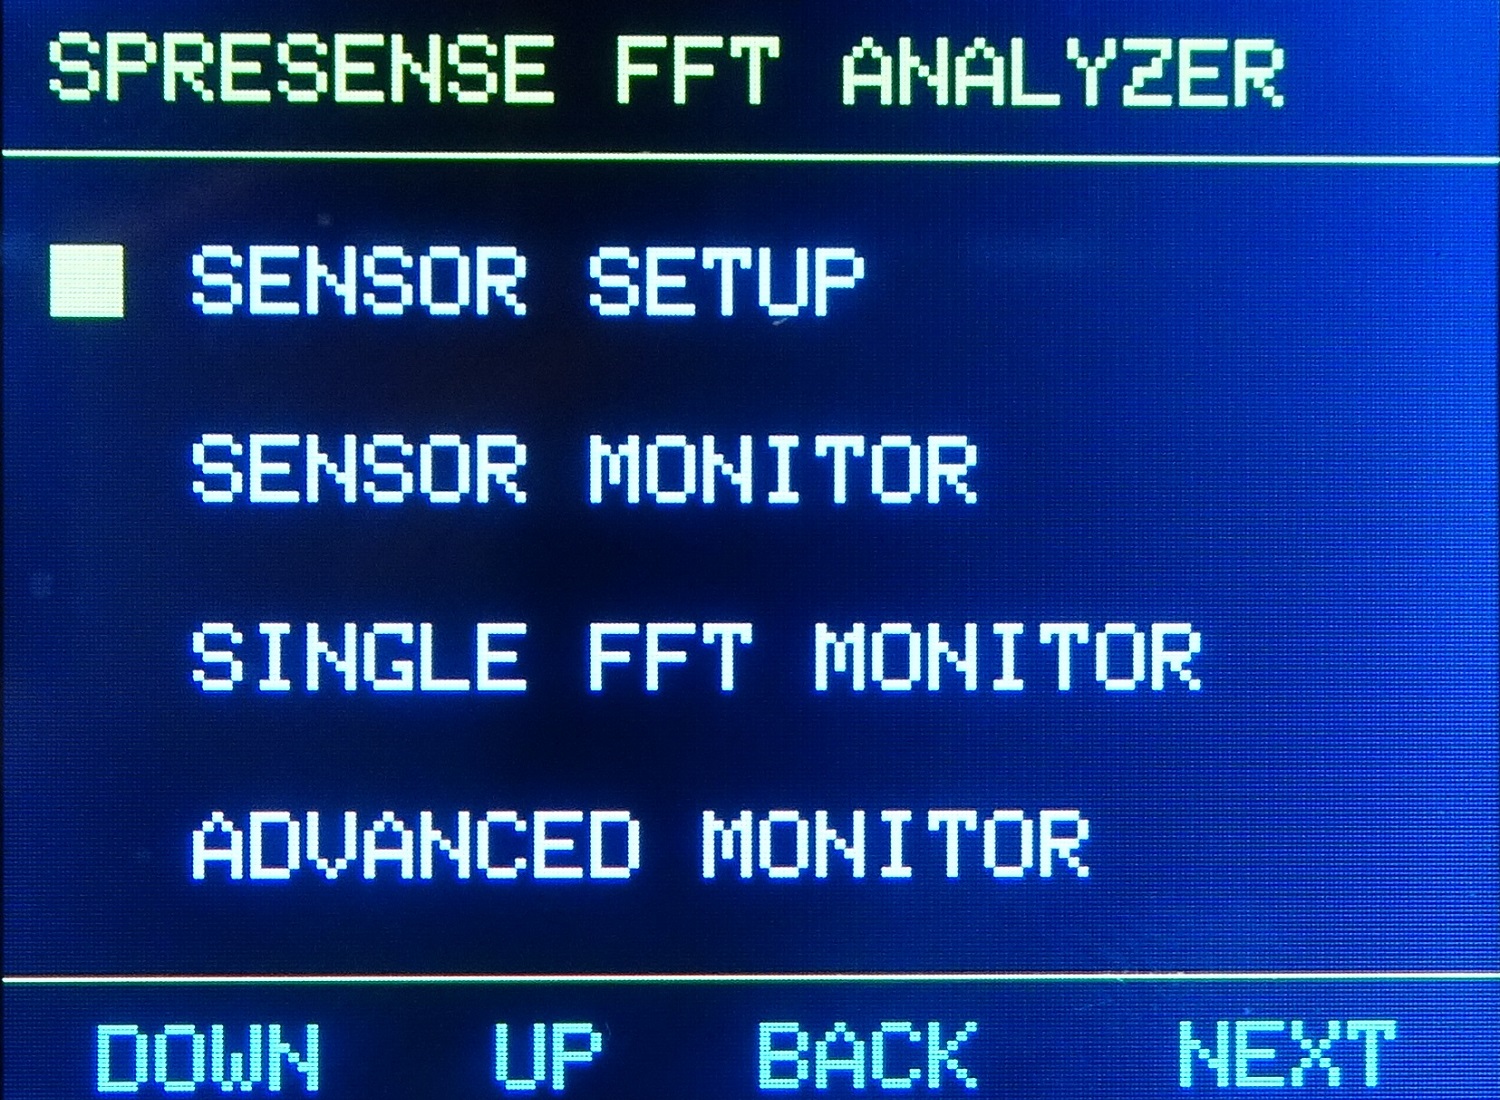 SPRESENSE FFT ANALYZER
SENSOR SETUP
SENSOR MONITOR
SINGLE FFT MONITOR
ADVANCED MONITOR
DOWN UP BACK NEXT